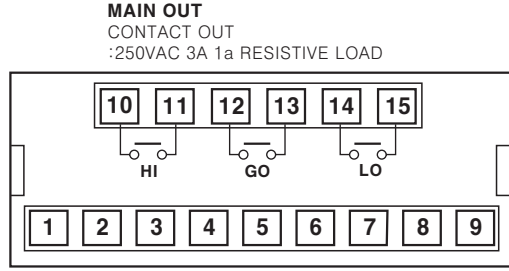 MAIN OUT
CONTACT OUT
:250VAC 3A 1a RESISTIVE LOAD
10 11 12 13 14 15
HI GO LO
1 2 3 4 5 6 7 8 9